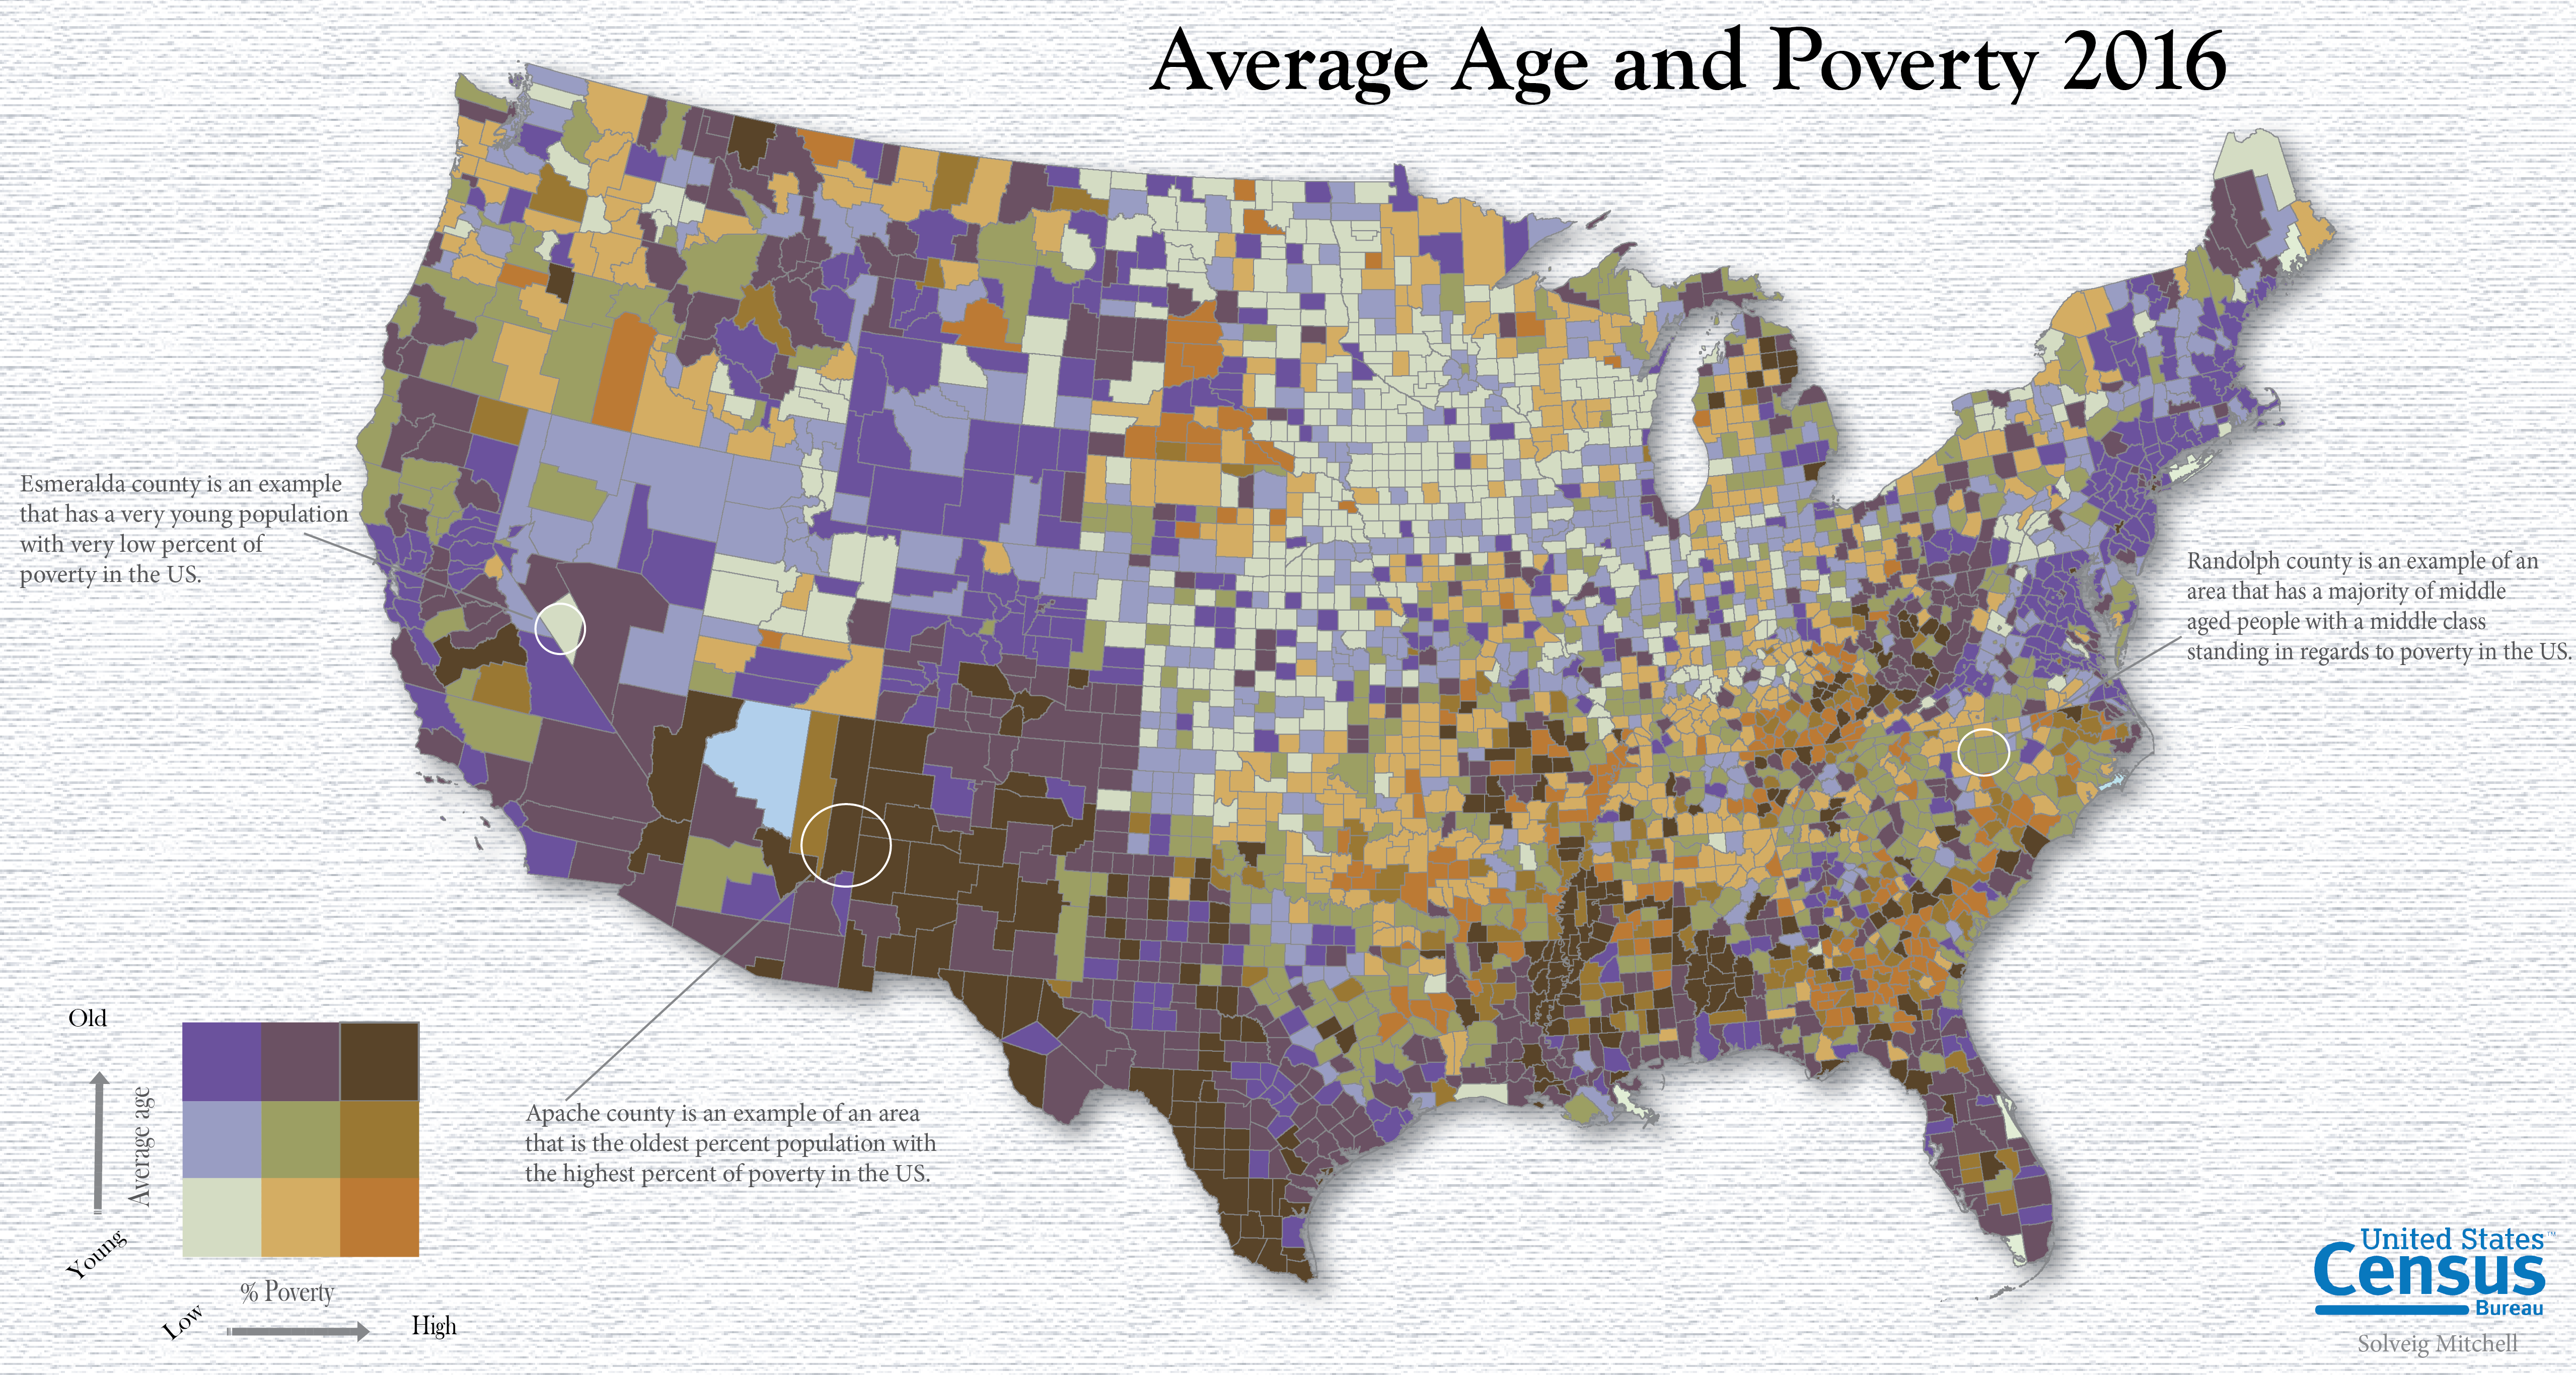 Average Age and Poverty 2016
Esmeralda county is an example
that has a very young population
with very low percent of
poverty in the US.
Randolph county is an example of an
area that has a majority of middle
aged people with a middle class
standing in regards to poverty in the US.
Apache county is an example of an area
that is the oldest percent population with
the highest percent of poverty in the US.
Old
Average age
Young
% Poverty
Low
High
United States™
Census
Bureau
Solveig Mitchell